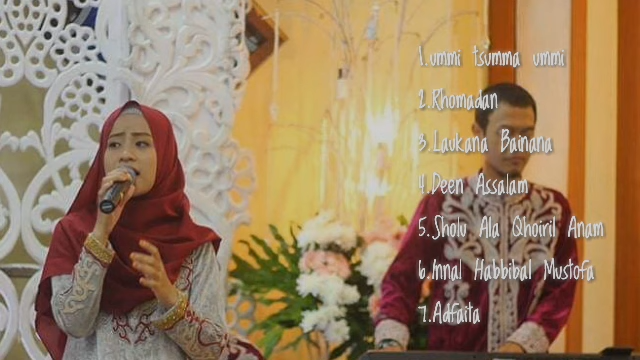 1.ummi tsumma ummi
2.Rhomadan
3.Laukana Bainana
4.Deen Assalam
5.Sholu Ala Qhoiril Anam
6.Innal Habbibal Mustofa
7.Adfaita